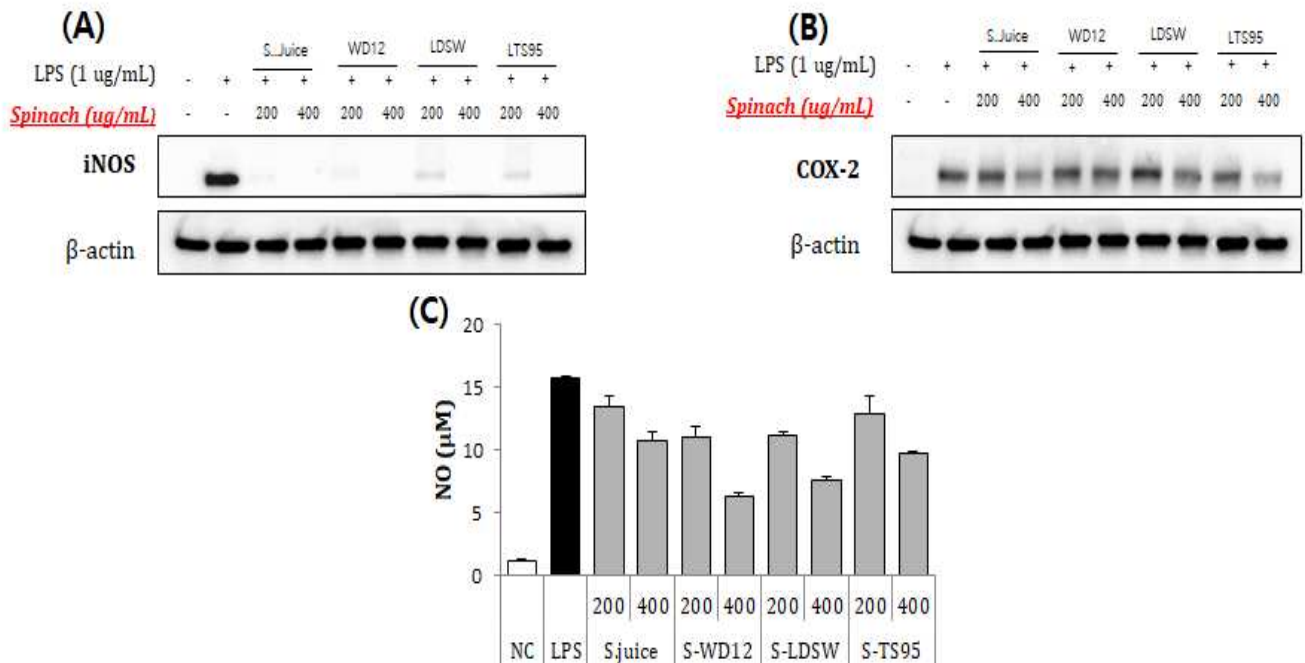 (A)
S.Juice WD12 LDSW LTS95
LPS (1 ug/mL) - + + + + + + + + +
Spinach (ug/mL) - - 200 400 200 400 200 400 200 400
iNOS
β-actin
(B)
S.Juice WD12 LDSW LTS95
LPS (1 ug/mL) - + + + + + + + + +
Spinach (ug/mL) - - 200 400 200 400 200 400 200 400
COX-2
β-actin
(C)
NO (μM)
20
15
10
5
0
200 400 200 400 200 400 200 400
NC LPS S.juice S-WD12 S-LDSW S-TS95